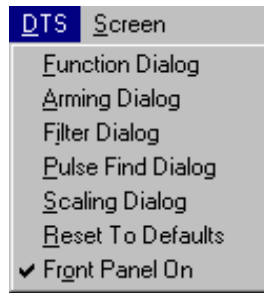 DTS Screen
Function Dialog
Arming Dialog
Filter Dialog
Pulse Find Dialog
Scaling Dialog
Reset To Defaults
✔ Front Panel On